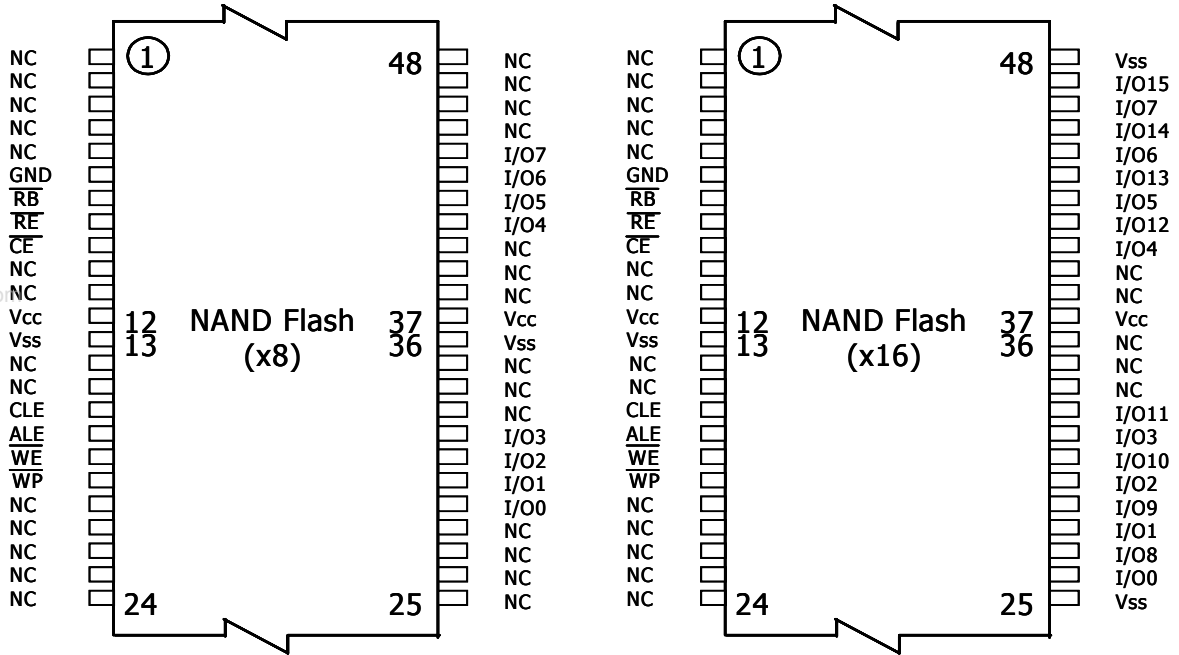 NC 1 48 NC NC 1 48 Vss
NC NC NC I/O15
NC NC NC I/O7
NC NC NC I/O14
NC I/O7 NC I/O6
GND I/O6 GND I/O13
RB I/O5 RB I/O5
RE I/O4 RE I/O12
CE NC CE I/O4
NC NC NC NC
NC NC NC NC
Vcc 12 NAND Flash 37 Vcc Vcc 12 NAND Flash 37 Vcc
Vss 13 (x8) 36 Vss Vss 13 (x16) 36 NC
NC NC NC NC
NC NC NC NC
CLE NC CLE I/O11
ALE I/O3 ALE I/O3
WE I/O2 WE I/O10
WP I/O1 WP I/O2
NC I/O0 NC I/O9
NC NC NC I/O1
NC NC NC I/O8
NC NC NC I/O0
NC 24 25 NC NC 24 25 Vss